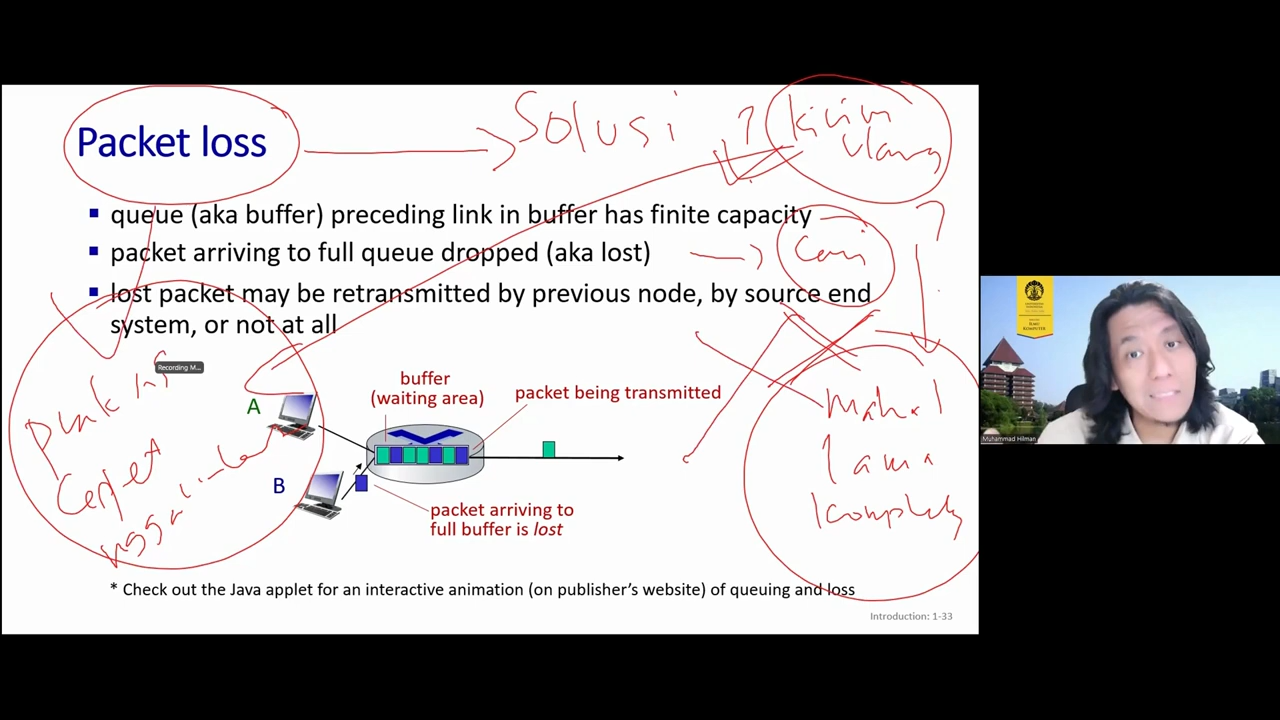 Packet loss
Solusi
?
kirim
ulang
queue (aka buffer) preceding link in buffer has finite capacity
?
packet arriving to full queue dropped (aka lost)
Cari
lost packet may be retransmitted by previous node, by source end
system, or not at all
Recording M...
buffer
(waiting area)
packet being transmitted
A
mahal
lama
B
packet arriving to
full buffer is lost
* Check out the Java applet for an interactive animation (on publisher's website) of queuing and loss
Introduction: 1-33
ILMU
KOMPUTER
Muhammad Hilman